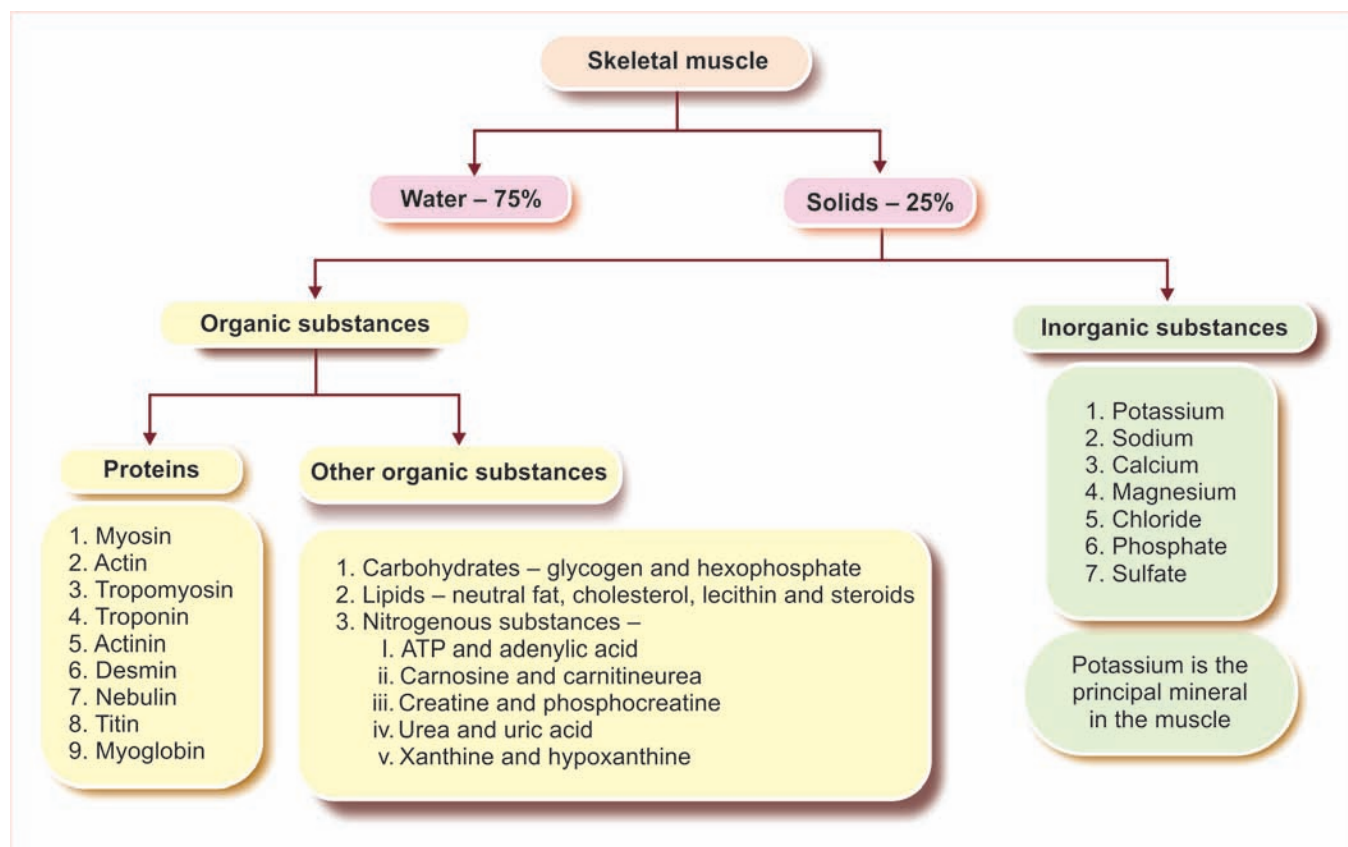 Skeletal muscle
Water – 75%
Solids – 25%
Organic substances
Inorganic substances
Proteins
Other organic substances
1. Myosin
2. Actin
3. Tropomyosin
4. Troponin
5. Actinin
6. Desmin
7. Nebulin
8. Titin
9. Myoglobin
1. Carbohydrates – glycogen and hexophosphate
2. Lipids – neutral fat, cholesterol, lecithin and steroids
3. Nitrogenous substances –
I. ATP and adenylic acid
ii. Carnosine and carnitineurea
iii. Creatine and phosphocreatine
iv. Urea and uric acid
v. Xanthine and hypoxanthine
1. Potassium
2. Sodium
3. Calcium
4. Magnesium
5. Chloride
6. Phosphate
7. Sulfate
Potassium is the
principal mineral
in the muscle